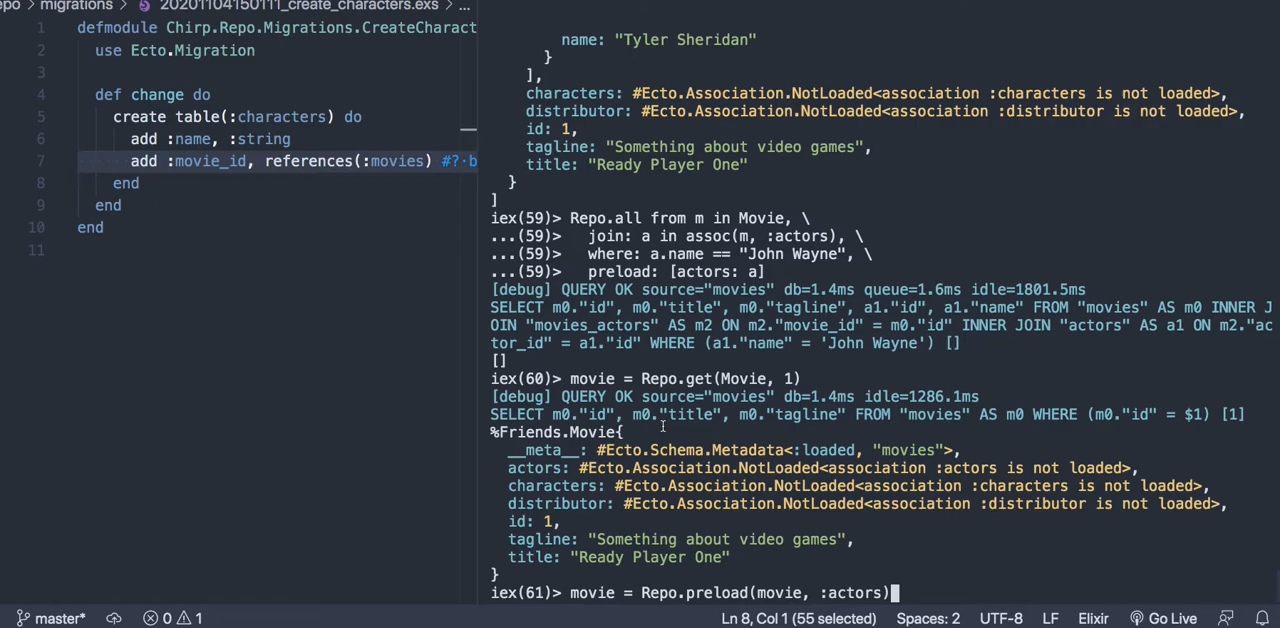 epo > migrations > 20201104150111_create_characters.exs > ...
1 defmodule Chirp.Repo.Migrations.CreateCharact
2 use Ecto.Migration
3
4 def change do
5 create table(:characters) do
6 add :name, :string
7 add :movie_id, references(:movies) #?·b
8 end
9 end
10 end
11
name: "Tyler Sheridan"
}
],
characters: #Ecto.Association.NotLoaded<association :characters is not loaded>,
distributor: #Ecto.Association.NotLoaded<association :distributor is not loaded>,
id: 1,
tagline: "Something about video games",
title: "Ready Player One"
}
]
iex(59)> Repo.all from m in Movie, \
...(59)> join: a in assoc(m, :actors), \
...(59)> where: a.name == "John Wayne", \
...(59)> preload: [actors: a]
[debug] QUERY OK source="movies" db=1.4ms queue=1.6ms idle=1801.5ms
SELECT m0."id", m0."title", m0."tagline", a1."id", a1."name" FROM "movies" AS m0 INNER J
OIN "movies_actors" AS m2 ON m2."movie_id" = m0."id" INNER JOIN "actors" AS a1 ON m2."ac
tor_id" = a1."id" WHERE (a1."name" = 'John Wayne') []
[]
iex(60)> movie = Repo.get(Movie, 1)
[debug] QUERY OK source="movies" db=1.4ms idle=1286.1ms
SELECT m0."id", m0."title", m0."tagline" FROM "movies" AS m0 WHERE (m0."id" = $1) [1]
%Friends.Movie{
__meta__: #Ecto.Schema.Metadata<:loaded, "movies">,
actors: #Ecto.Association.NotLoaded<association :actors is not loaded>,
characters: #Ecto.Association.NotLoaded<association :characters is not loaded>,
distributor: #Ecto.Association.NotLoaded<association :distributor is not loaded>,
id: 1,
tagline: "Something about video games",
title: "Ready Player One"
}
iex(61)> movie = Repo.preload(movie, :actors)
master* 0 1 Ln 8, Col 1 (55 selected) Spaces: 2 UTF-8 LF Elixir Go Live